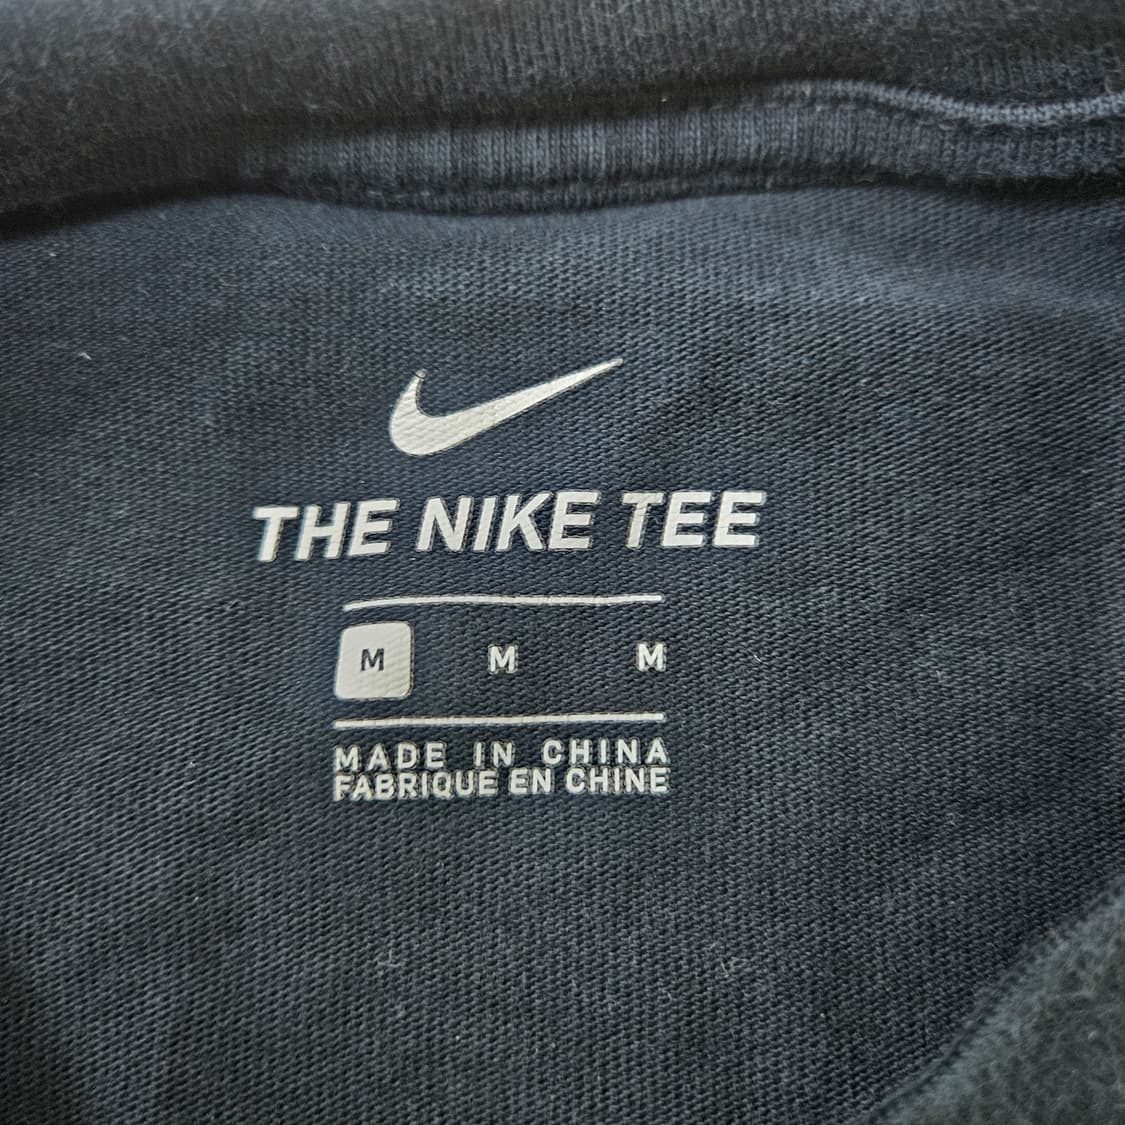 THE NIKE TEE
M M M
MADE IN CHINA
FABRIQUE EN CHINE